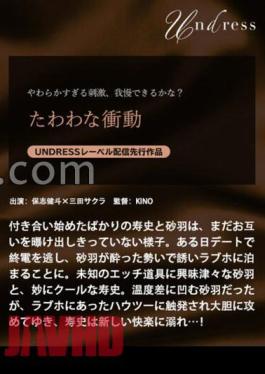 undress
やわらかすぎる刺激、我慢できるかな？
たわわな衝動
UNDRESSレーベル配信先行作品
.com
出演：保志健斗×三田サクラ　監督：KINO
付き合い始めたばかりの寿史と砂羽は、まだお互
いを曝け出しきっていない様子。ある日デートで
終電を逃し、砂羽が酔った勢いで誘いラブホに泊
まることに。未知のエッチ道具に興味津々な砂羽
と、妙にクールな寿史。温度差に凹む砂羽だった
が、ラブホにあったハウツーに触発され大胆に攻
めてゆき、寿史は新しい快楽に溺れ…！